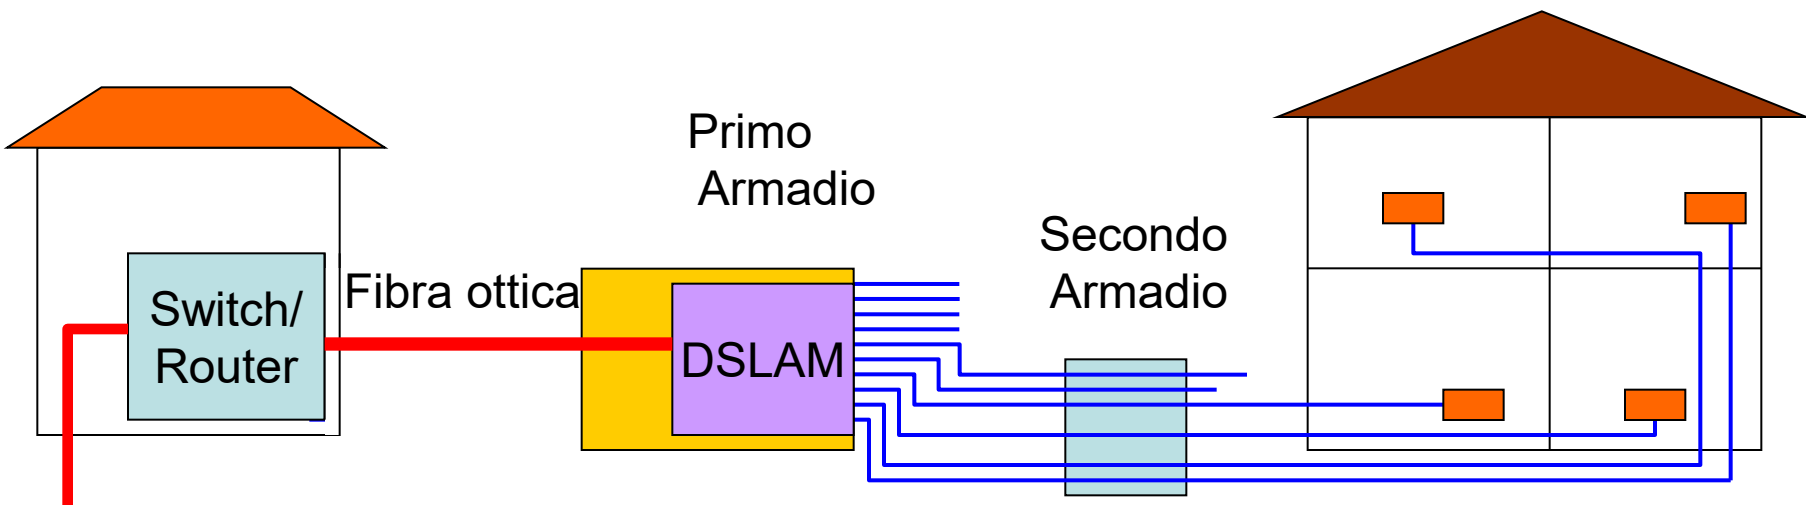 Primo
Armadio
Secondo
Armadio
Fibra ottica
Switch/
Router
DSLAM